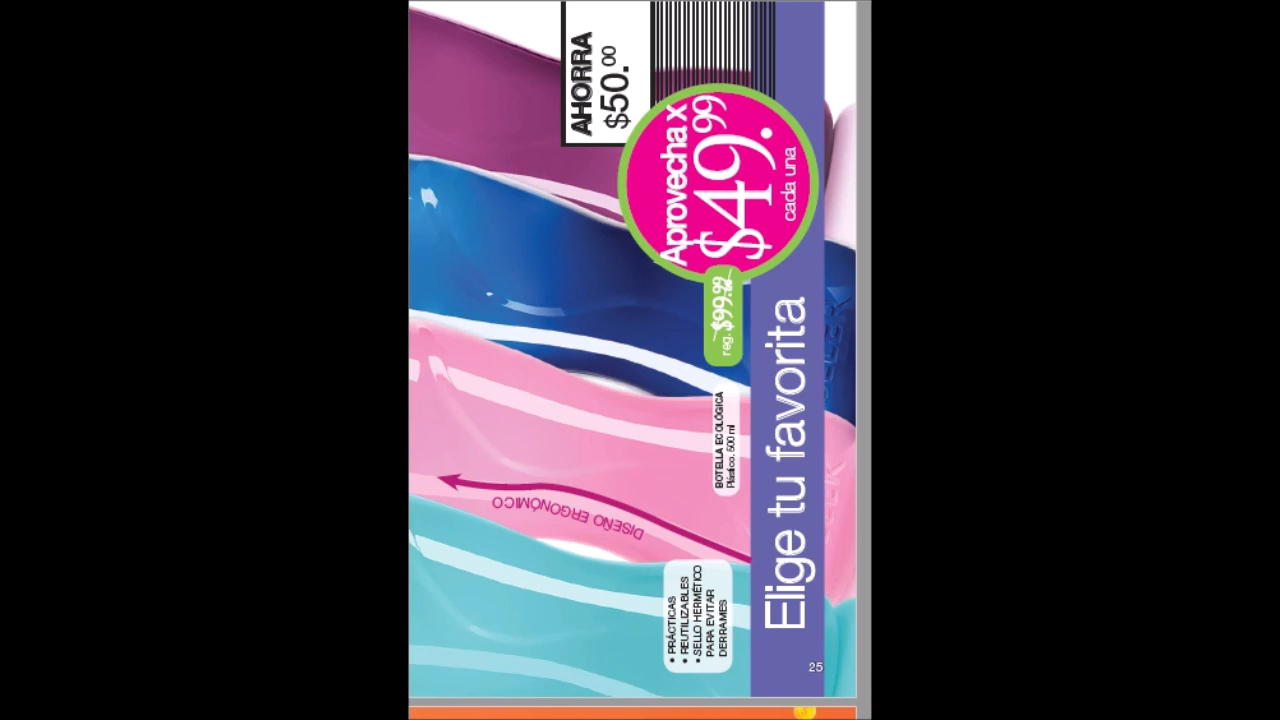 AHORRA
$50.00
Aprovecha x
$49.99
cada una
reg. $99.99
BOTELLA ECOLÓGICA
Plástico. 500 ml
DISEÑO ERGONÓMICO
• PRÁCTICAS
• REUTILIZABLES
• SELLO HERMÉTICO
PARA EVITAR
DERRAMES
Elige tu favorita
25